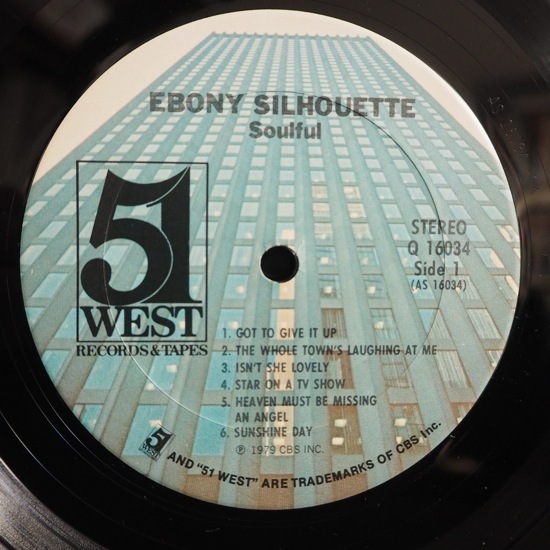 EBONY SILHOUETTE
Soulful
51
WEST
RECORDS & TAPES
STEREO
Q 16034
Side 1
(AS 16034)
1. GOT TO GIVE IT UP
2. THE WHOLE TOWN'S LAUGHING AT ME
3. ISN'T SHE LOVELY
4. STAR ON A TV SHOW
5. HEAVEN MUST BE MISSING
AN ANGEL
6. SUNSHINE DAY
℗ 1979 CBS INC.
51 WEST AND "51 WEST" ARE TRADEMARKS OF CBS Inc.